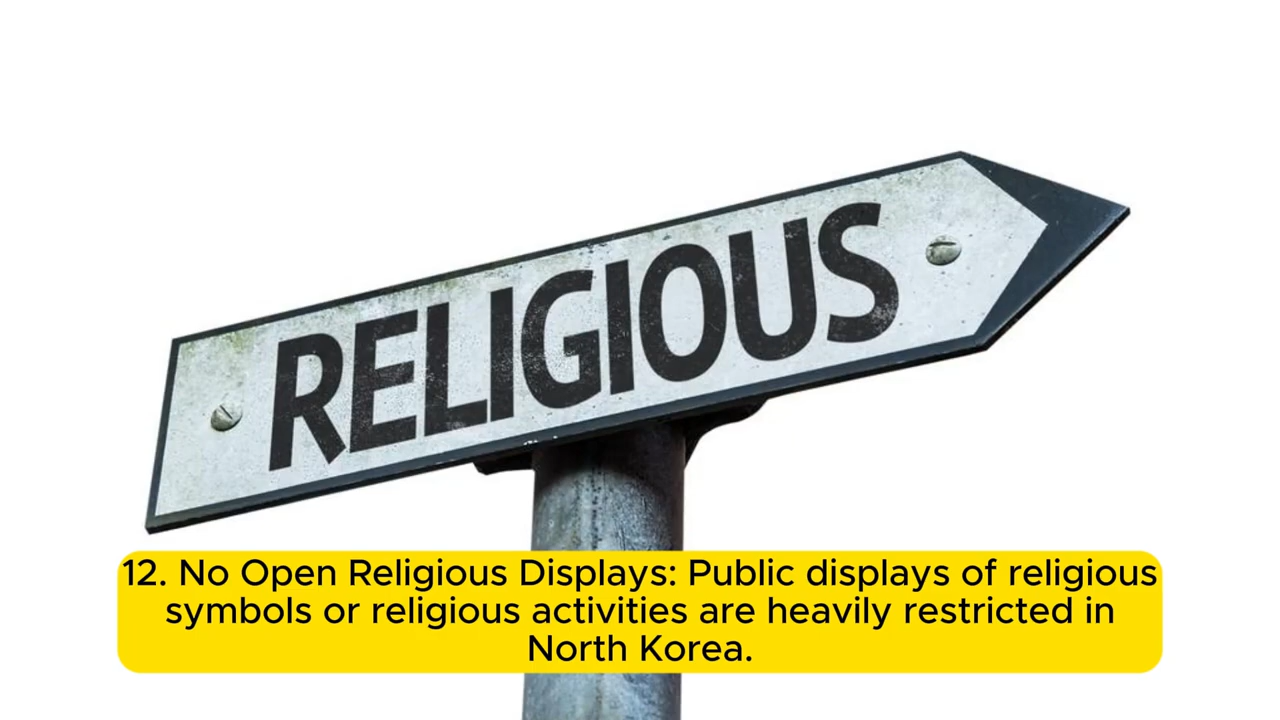 RELIGIOUS
12. No Open Religious Displays: Public displays of religious
symbols or religious activities are heavily restricted in
North Korea.